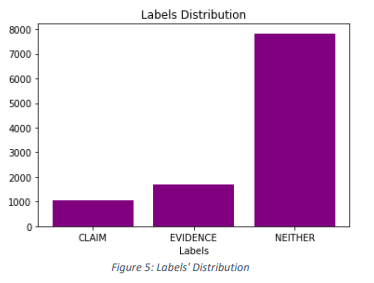 Labels Distribution
8000
7000
6000
5000
4000
3000
2000
1000
0
CLAIM EVIDENCE NEITHER
Labels
Figure 5: Labels' Distribution